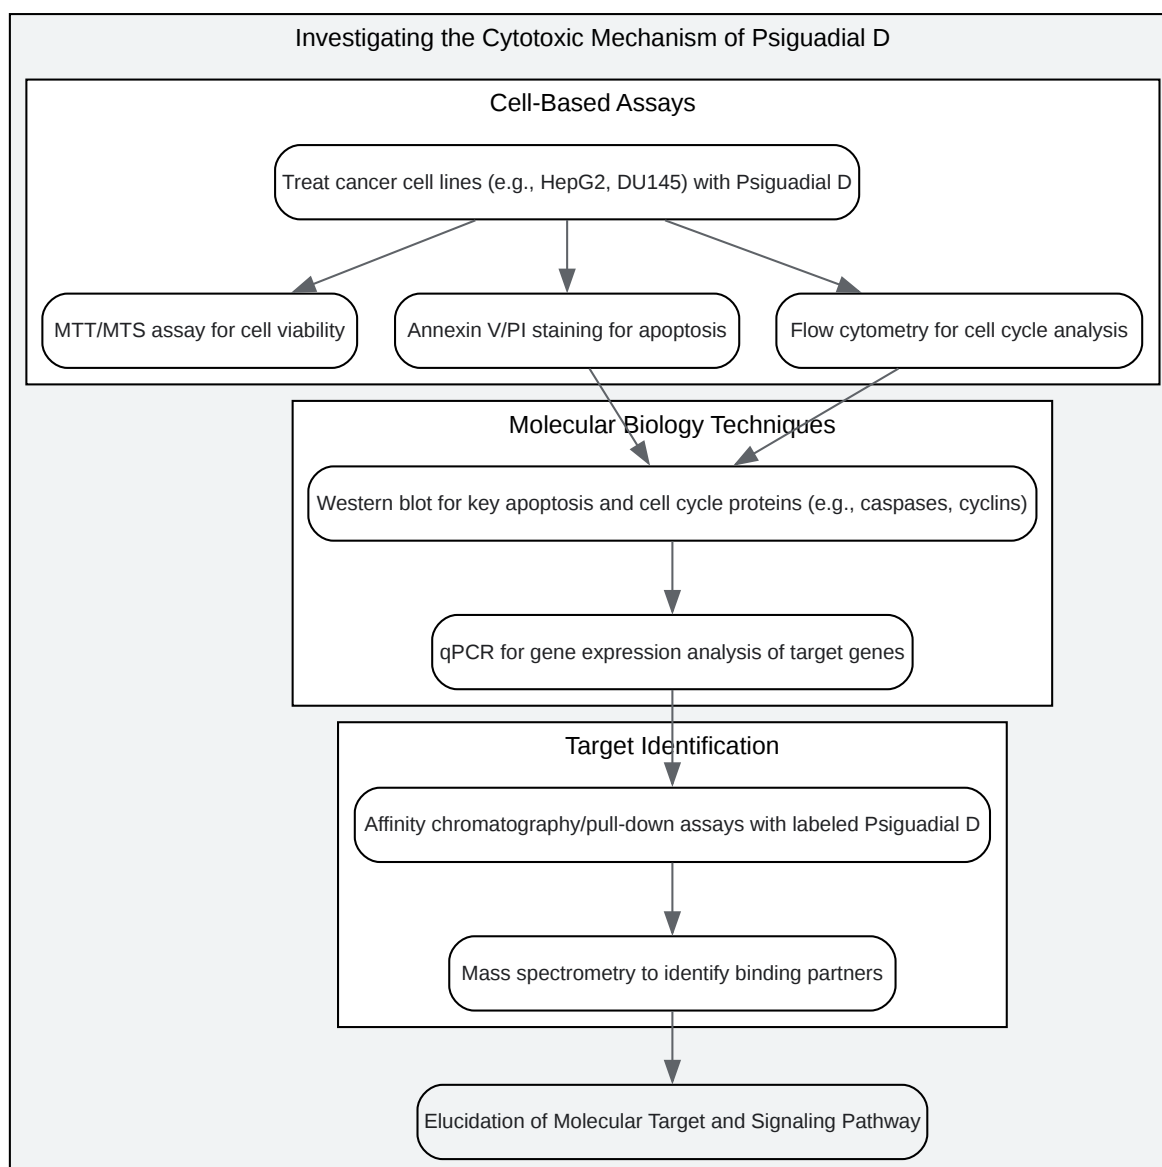 Investigating the Cytotoxic Mechanism of Psiguadial D
Cell-Based Assays
Treat cancer cell lines (e.g., HepG2, DU145) with Psiguadial D
MTT/MTS assay for cell viability
Annexin V/PI staining for apoptosis
Flow cytometry for cell cycle analysis
Molecular Biology Techniques
Western blot for key apoptosis and cell cycle proteins (e.g., caspases, cyclins)
qPCR for gene expression analysis of target genes
Target Identification
Affinity chromatography/pull-down assays with labeled Psiguadial D
Mass spectrometry to identify binding partners
Elucidation of Molecular Target and Signaling Pathway